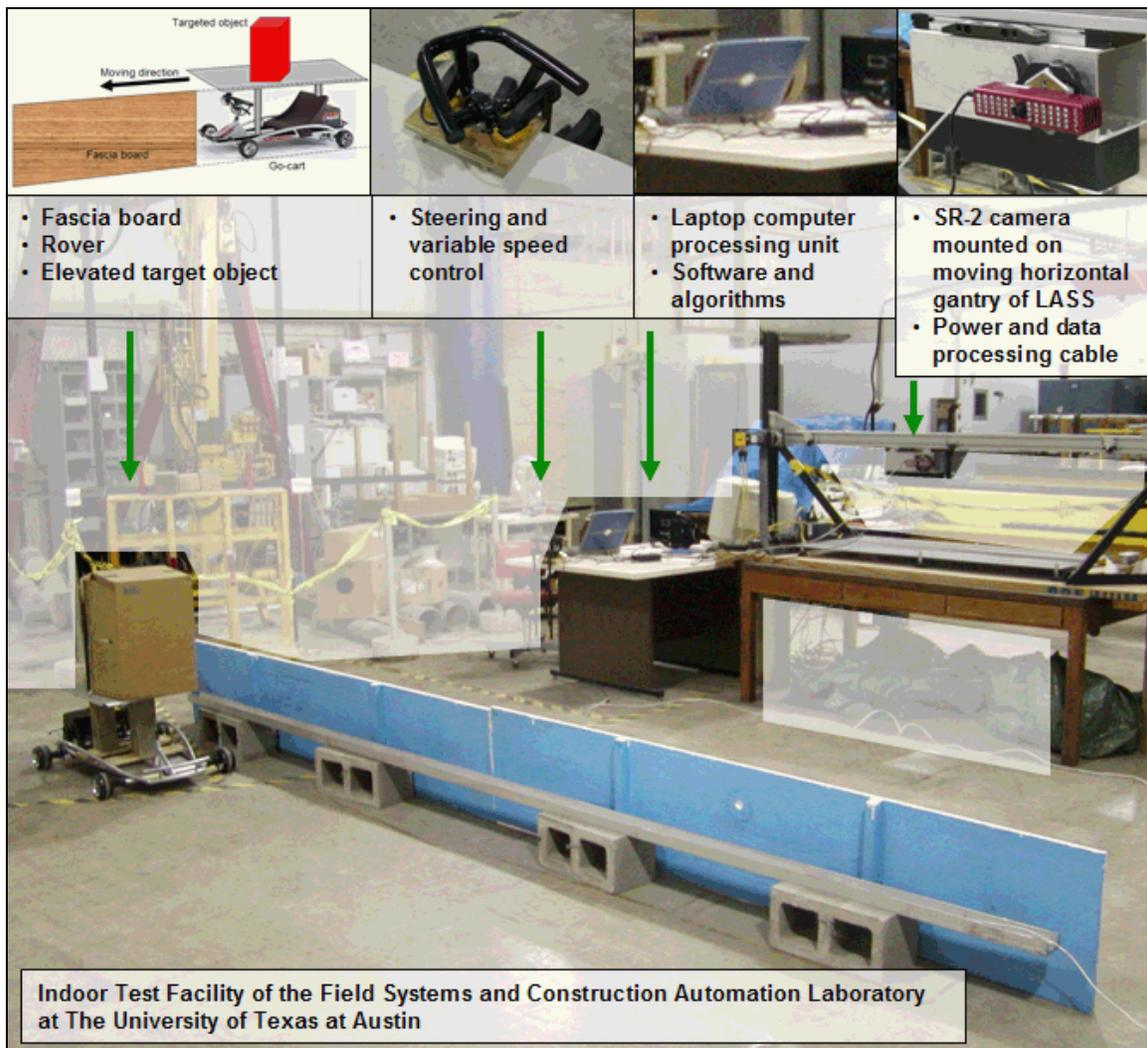 Targeted object
Moving direction
Fascia board
Go-cart
• Fascia board
• Rover
• Elevated target object
• Steering and
variable speed
control
• Laptop computer
processing unit
• Software and
algorithms
• SR-2 camera
mounted on
moving horizontal
gantry of LASS
• Power and data
processing cable
Indoor Test Facility of the Field Systems and Construction Automation Laboratory
at The University of Texas at Austin